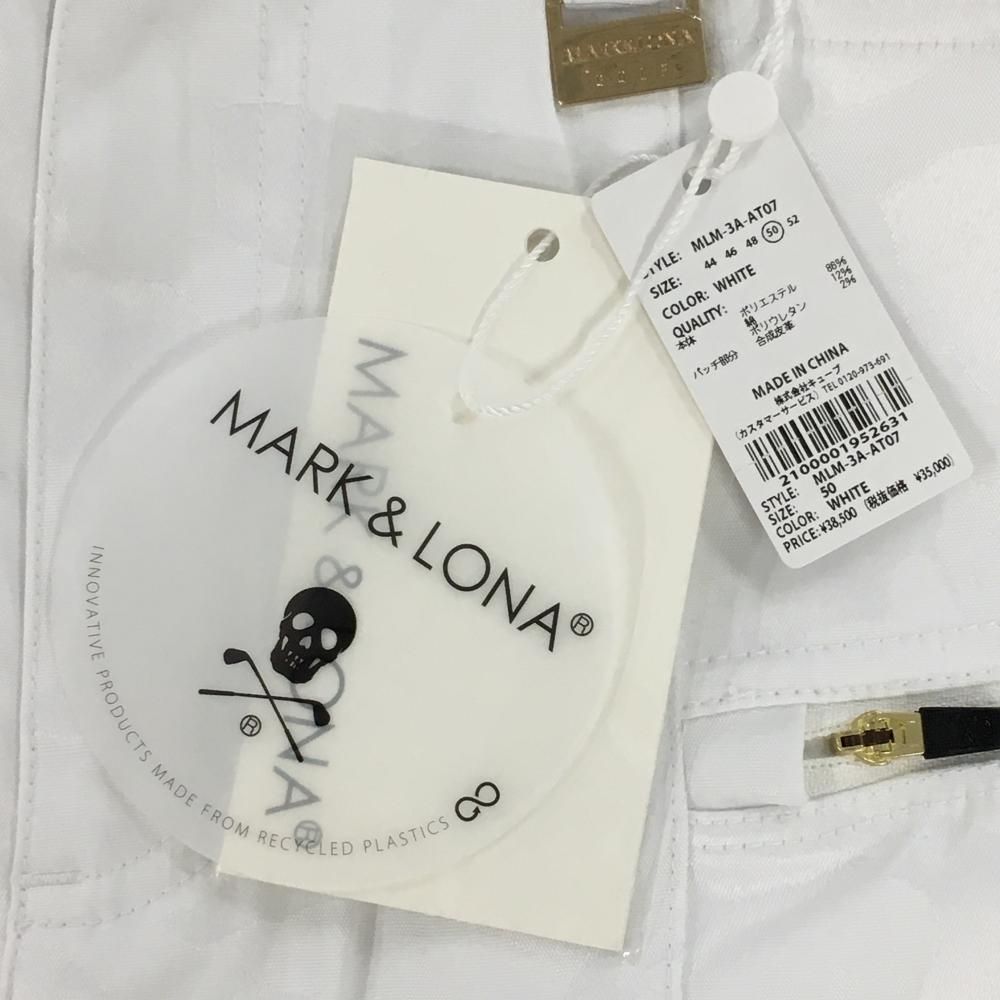 MARK&LONA
STYLE: MLM-3A-AT07
SIZE: 44 46 48 50 52
COLOR: WHITE
QUALITY:
本体 ポリエステル 86%
綿 12%
ポリウレタン 2%
パッチ部分 合成皮革
MADE IN CHINA
株式会社キューブ
(カスタマーサービス) TEL 0120-973-691
2100001952631
STYLE: MLM-3A-AT07
SIZE: 50
COLOR: WHITE
PRICE: ¥38,500 (税抜価格 ¥35,000)
MARK & LONA®
MARK & LONA®
®
INNOVATIVE PRODUCTS MADE FROM RECYCLED PLASTICS